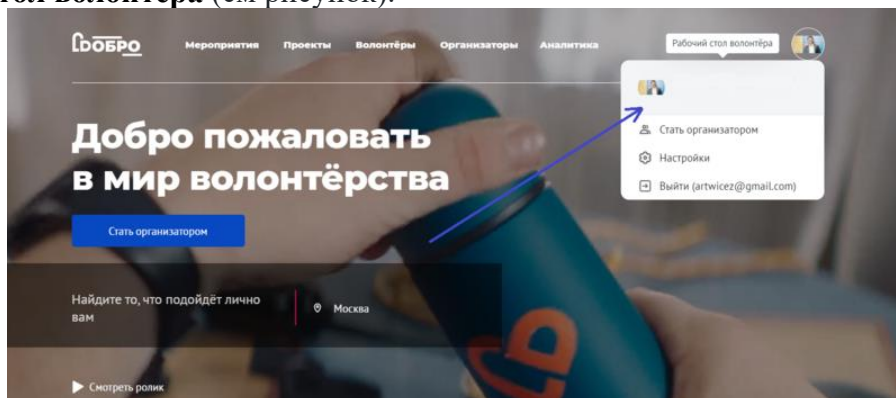 тол волонтера (см рисунок).
ДОБРО
Мероприятия Проекты Волонтёры Организаторы Аналитика
Рабочий стол волонтёра
Стать организатором
Настройки
Выйти (artwicez@gmail.com)
Добро пожаловать
в мир волонтёрства
Стать организатором
Найдите то, что подойдёт лично
вам
Москва
Смотреть ролик